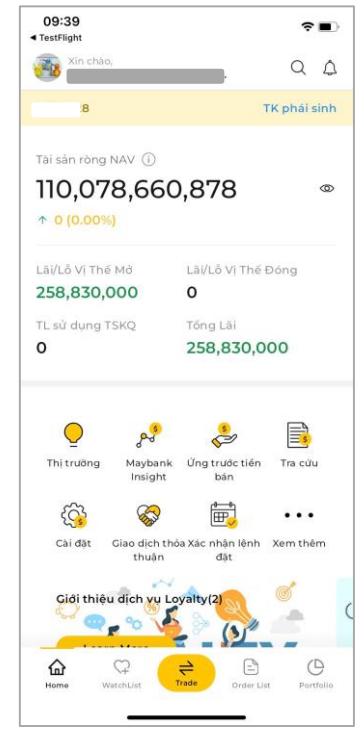 09:39
◀ TestFlight
Xin chào,
8
TK phái sinh
Tài sản ròng NAV
110,078,660,878
↑ 0 (0.00%)
Lãi/Lỗ Vị Thế Mở
Lãi/Lỗ Vị Thế Đóng
258,830,000
0
TL sử dụng TSKQ
Tổng Lãi
0
258,830,000
Thị trường
Maybank Insight
Ứng trước tiền bán
Tra cứu
Cài đặt
Giao dịch thỏa thuận
Xác nhận lệnh đặt
Xem thêm
Giới thiệu dịch vụ Loyalty(2)
Learn More
Home
WatchList
Trade
Order List
Portfolio